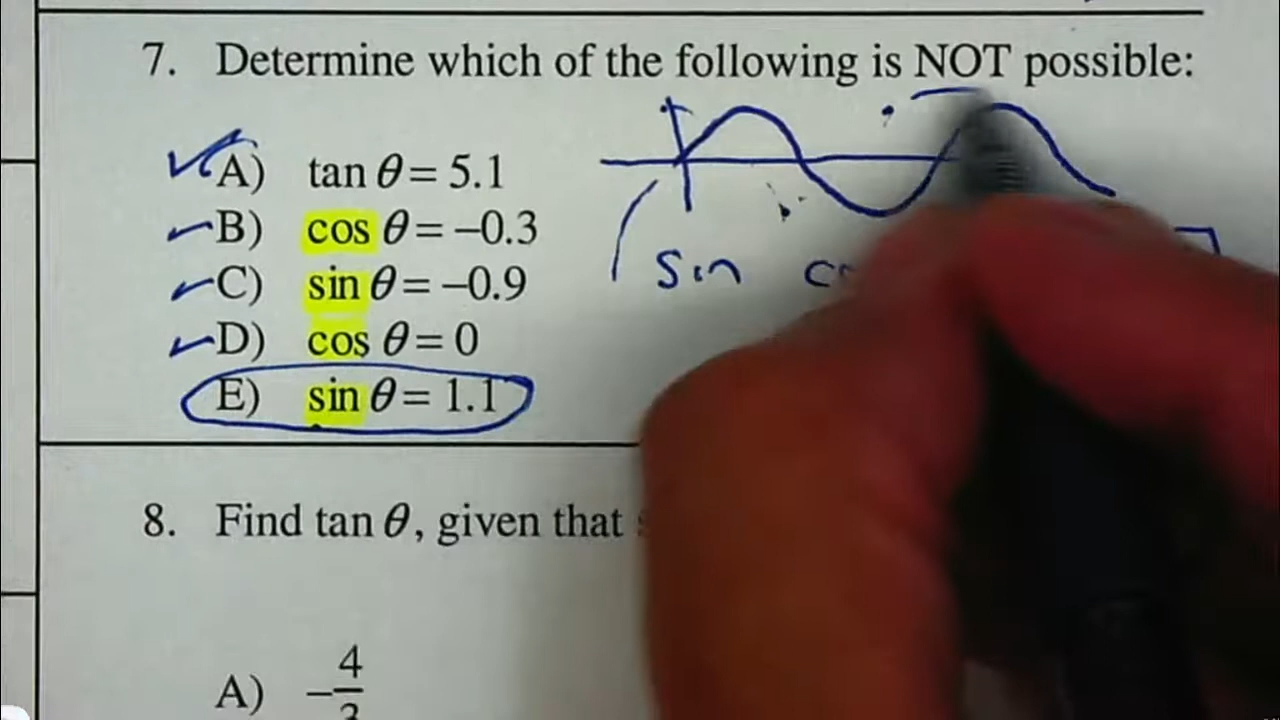 7. Determine which of the following is NOT possible:
A) tan θ = 5.1
B) cos θ = –0.3
C) sin θ = –0.9
D) cos θ = 0
E) sin θ = 1.1
sin
8. Find tan θ, given that
A) –4/3